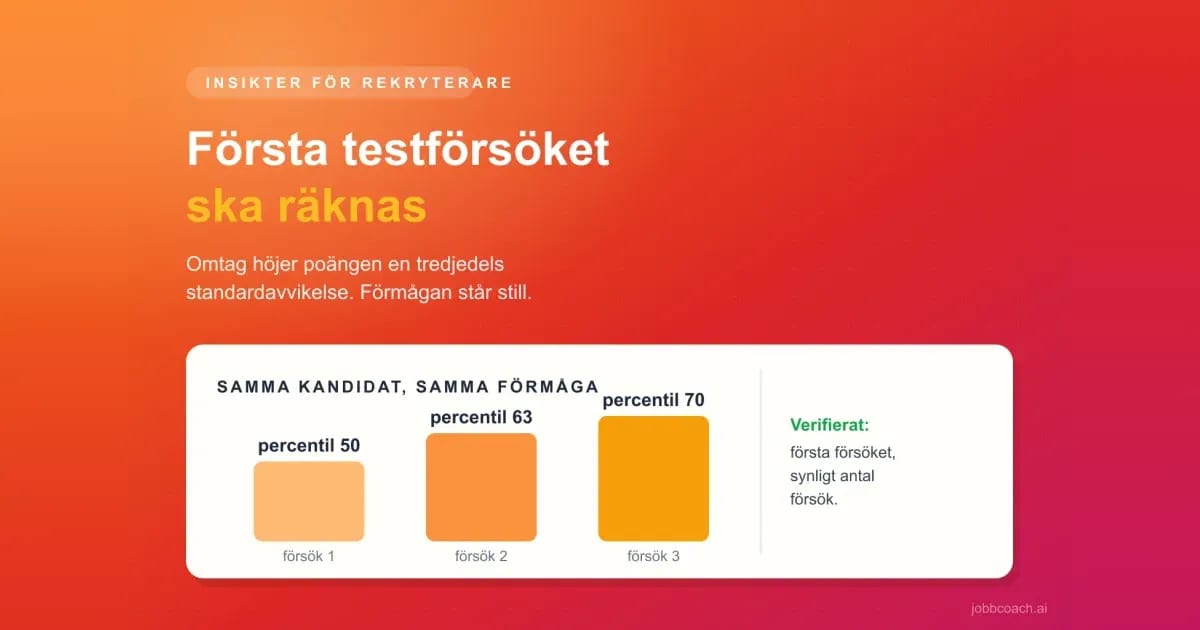 INSIKTER FÖR REKRYTERARE
Första testförsöket
ska räknas
Omtag höjer poängen en tredjedels
standardavvikelse. Förmågan står still.
SAMMA KANDIDAT, SAMMA FÖRMÅGA
percentil 50
percentil 63
percentil 70
försök 1
försök 2
försök 3
Verifierat:
första försöket,
synligt antal
försök.
jobbcoach.ai